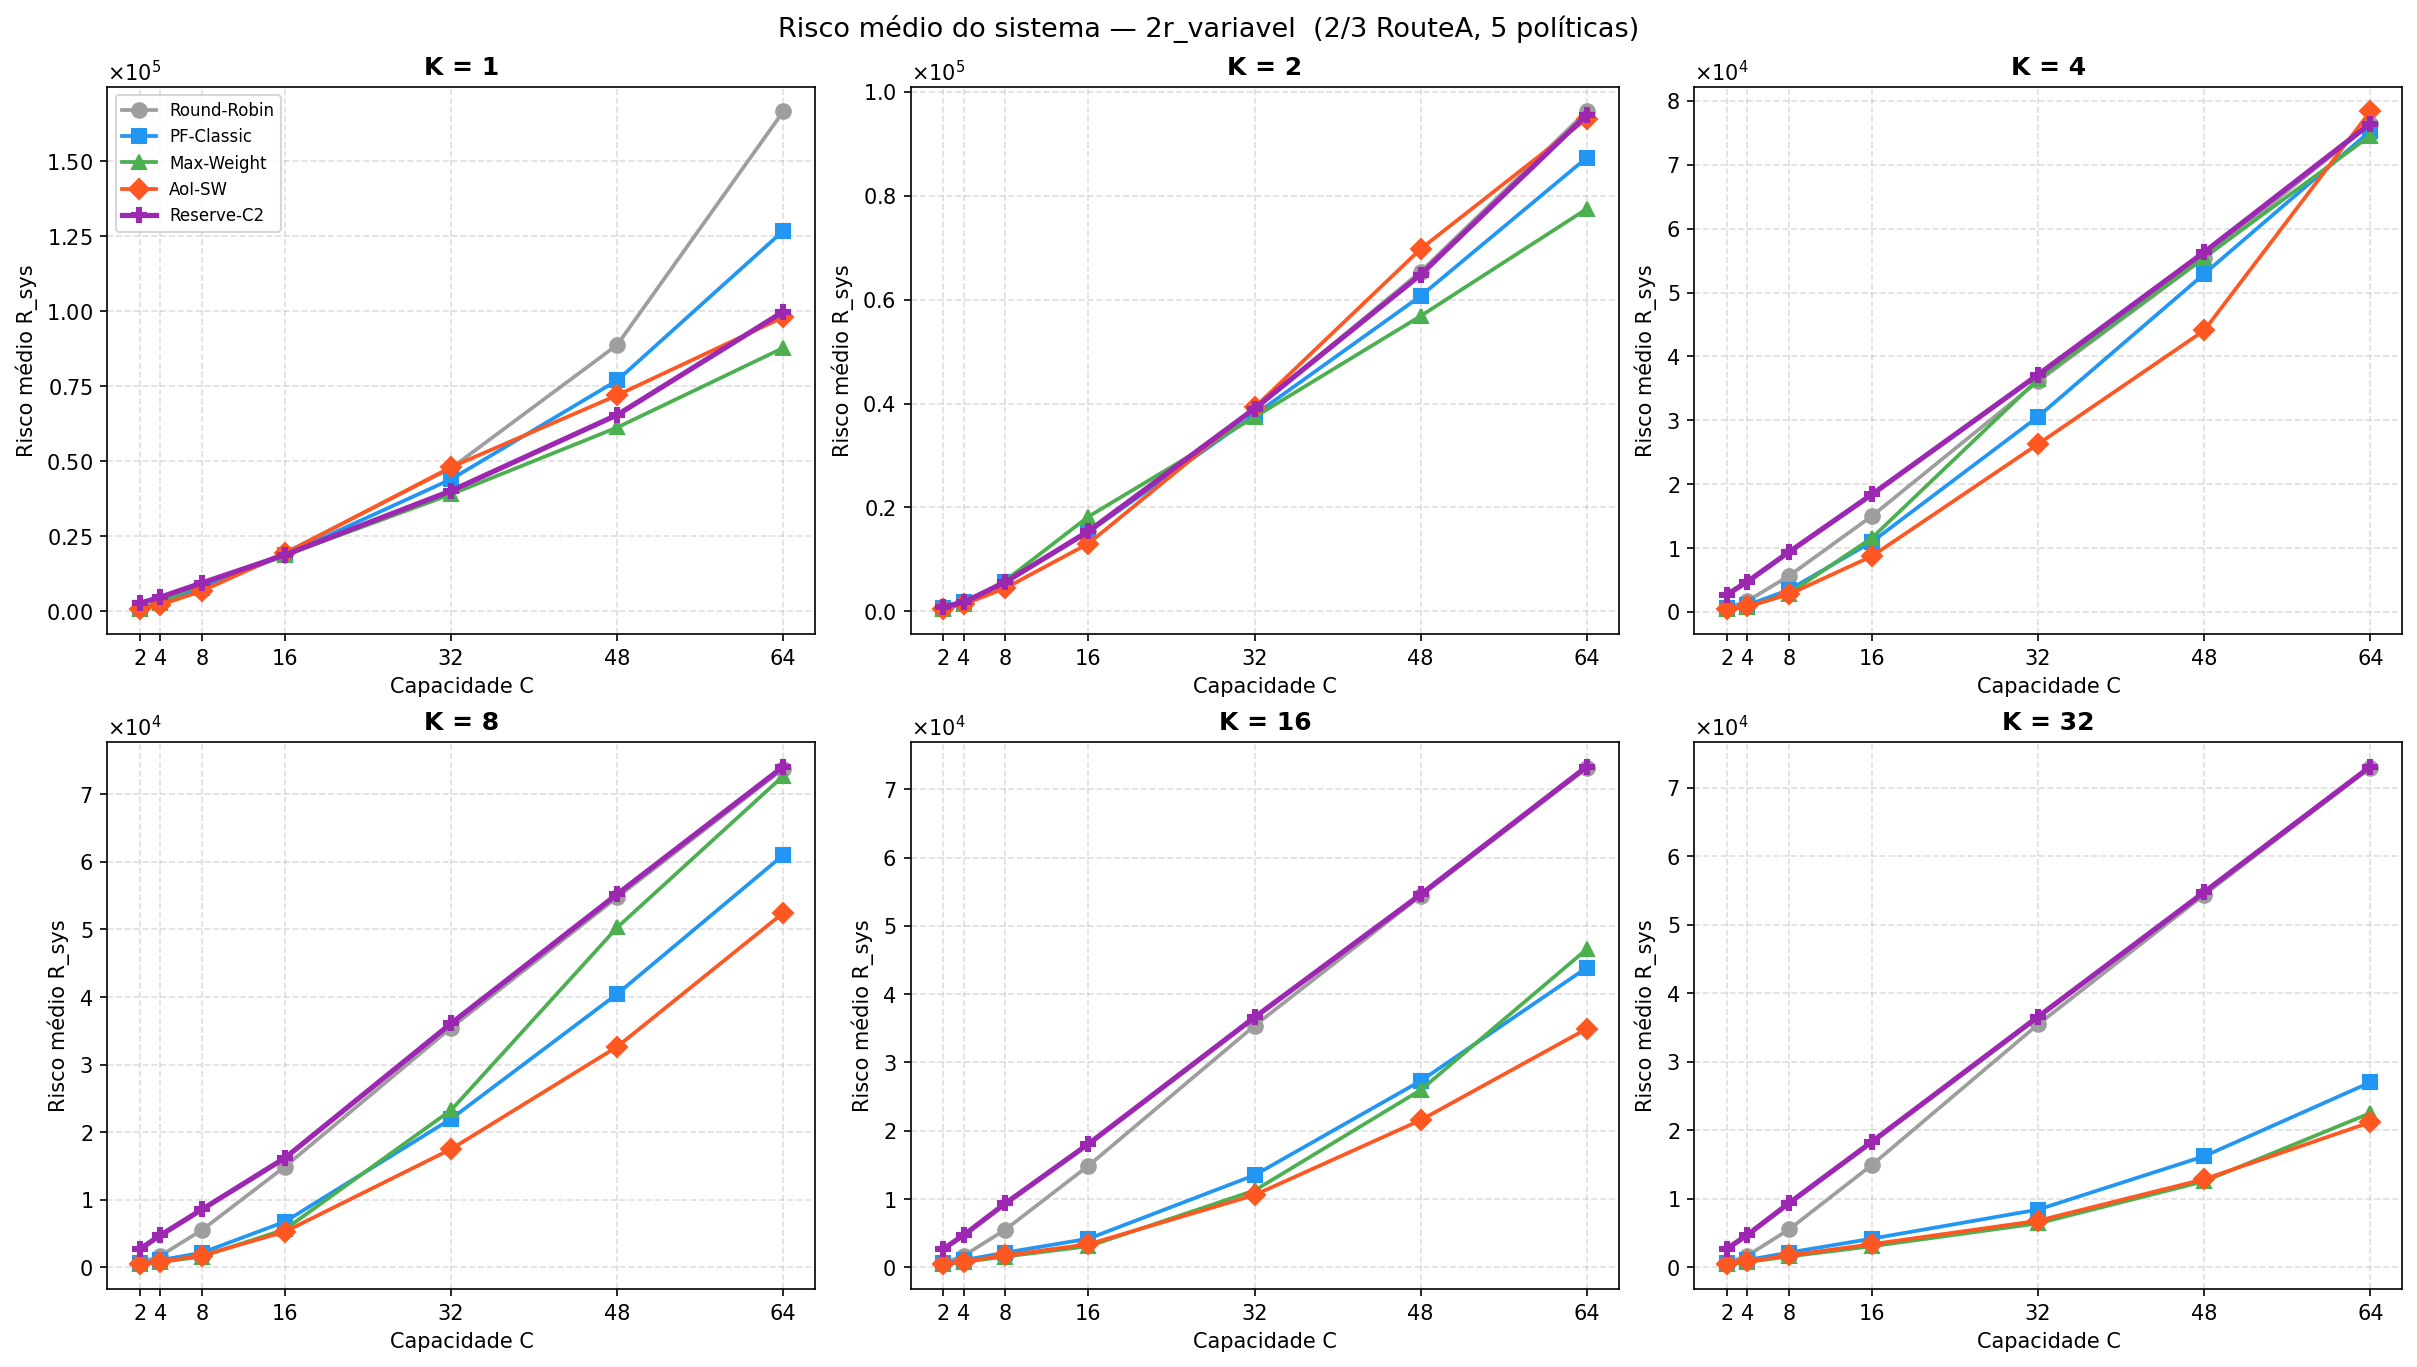 Risco médio do sistema — 2r_variavel  (2/3 RouteA, 5 políticas)
K = 1
×10⁵
Round-Robin
PF-Classic
Max-Weight
AoI-SW
Reserve-C2
1.50
1.25
1.00
0.75
0.50
0.25
0.00
Risco médio R_sys
2 4 8 16 32 48 64
Capacidade C
K = 2
×10⁵
1.0
0.8
0.6
0.4
0.2
0.0
Risco médio R_sys
2 4 8 16 32 48 64
Capacidade C
K = 4
×10⁴
8
7
6
5
4
3
2
1
0
Risco médio R_sys
2 4 8 16 32 48 64
Capacidade C
K = 8
×10⁴
7
6
5
4
3
2
1
0
Risco médio R_sys
2 4 8 16 32 48 64
Capacidade C
K = 16
×10⁴
7
6
5
4
3
2
1
0
Risco médio R_sys
2 4 8 16 32 48 64
Capacidade C
K = 32
×10⁴
7
6
5
4
3
2
1
0
Risco médio R_sys
2 4 8 16 32 48 64
Capacidade C